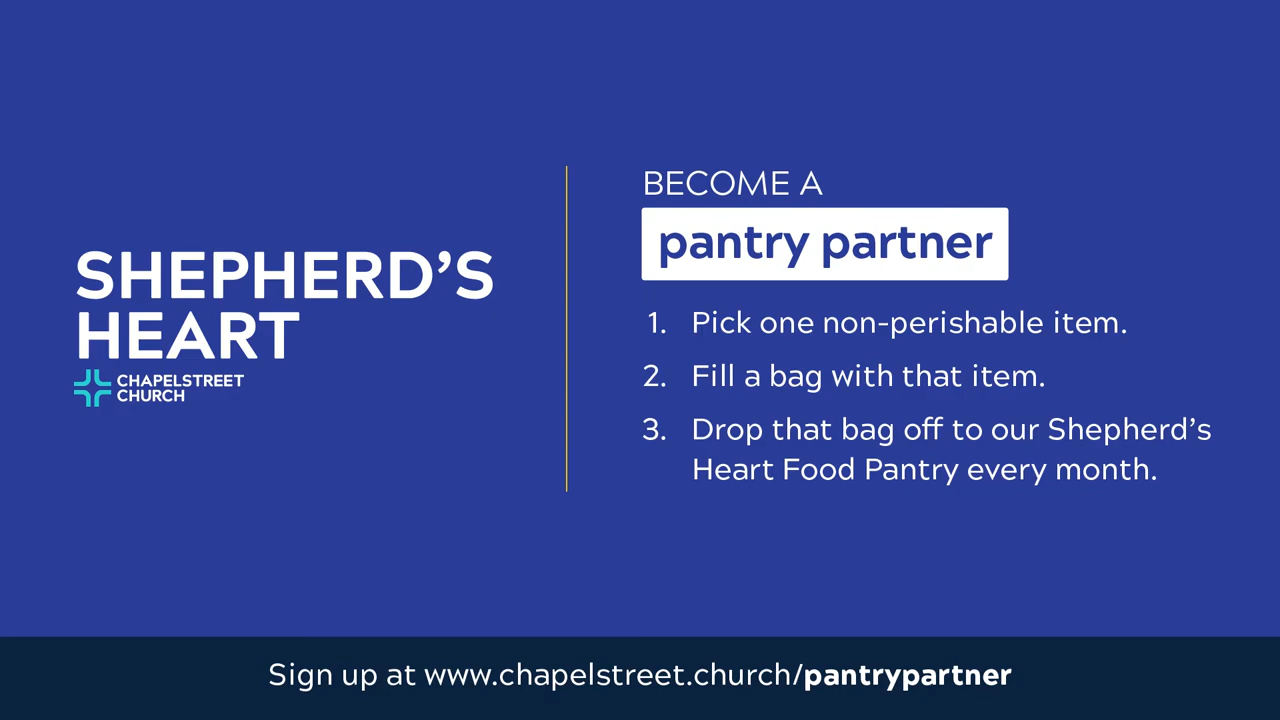 SHEPHERD’S
HEART
CHAPELSTREET
CHURCH
BECOME A
pantry partner
1. Pick one non-perishable item.
2. Fill a bag with that item.
3. Drop that bag off to our Shepherd’s
Heart Food Pantry every month.
Sign up at www.chapelstreet.church/pantrypartner